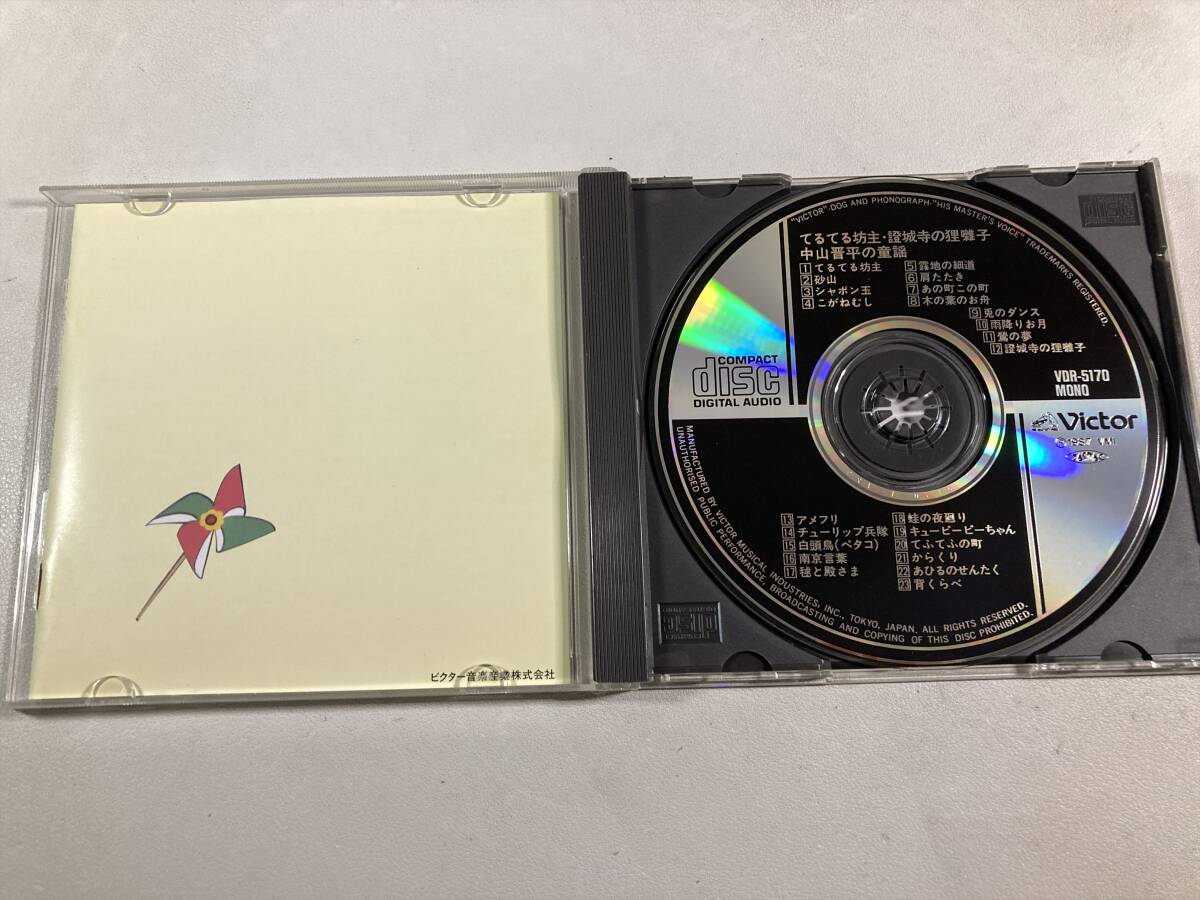 ビクター音楽産業株式会社
"VICTOR"-DOG AND PHONOGRAPH-"HIS MASTER'S VOICE" TRADEMARKS REGISTERED.
てるてる坊主・證城寺の狸囃子
中山晋平の童謡
1 てるてる坊主
2 砂山
3 シャボン玉
4 こがねむし
5 露地の細道
6 肩たたき
7 あの町この町
8 木の葉のお舟
9 兎のダンス
10 雨降りお月
11 鶯の夢
12 證城寺の狸囃子
COMPACT
disc
DIGITAL AUDIO
VDR-5170
MONO
Victor
13 アメフリ
14 チューリップ兵隊
15 白頭鳥(ペタコ)
16 南京言葉
17 毬と殿さま
18 蛙の夜廻り
19 キューピーピーちゃん
20 てふてふの町
21 からくり
22 あひるのせんたく
23 背くらべ
MANUFACTURED BY VICTOR MUSICAL INDUSTRIES, INC., TOKYO, JAPAN, ALL RIGHTS RESERVED.
UNAUTHORISED PUBLIC PERFORMANCE, BROADCASTING AND COPYING OF THIS DISC PROHIBITED.
disc
disc